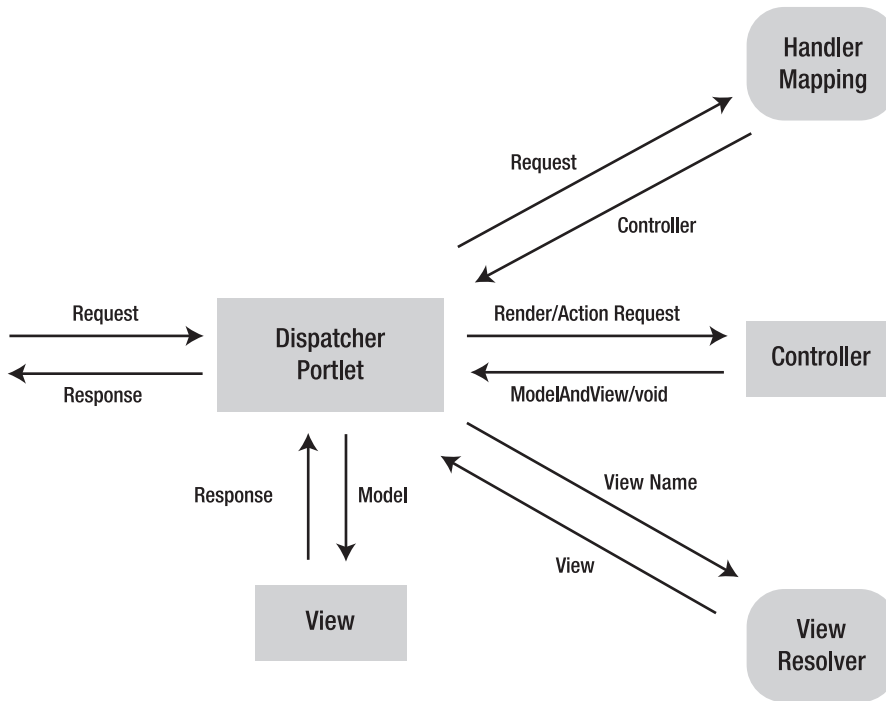 Handler
Mapping
Request
Controller
Request
Response
Dispatcher
Portlet
Render/Action Request
ModelAndView/void
Controller
Response
Model
View Name
View
View
View
Resolver